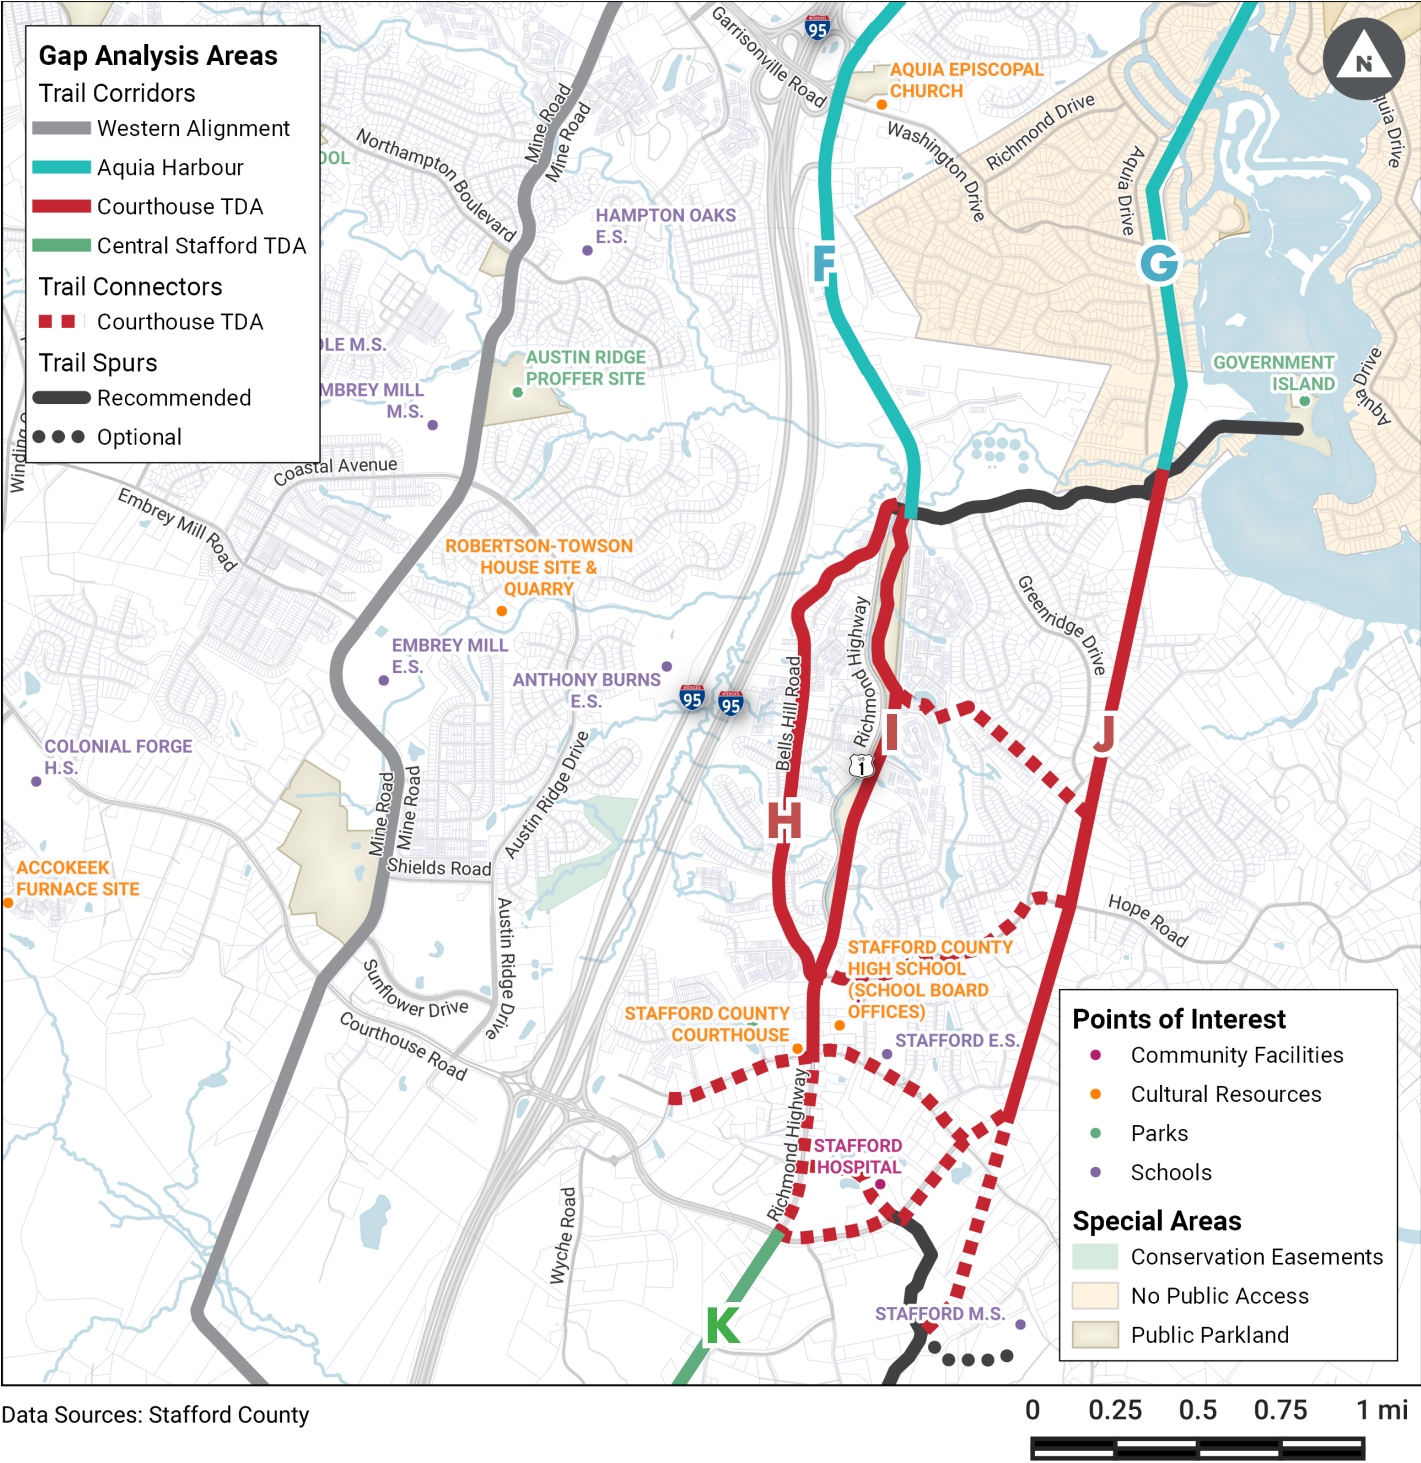 Gap Analysis Areas
Trail Corridors
Western Alignment
Aquia Harbour
Courthouse TDA
Central Stafford TDA
Trail Connectors
Courthouse TDA
Trail Spurs
Recommended
Optional
Garrisonville Road
95
AQUIA EPISCOPAL
CHURCH
N
Mine Road
Mine Road
Northampton Boulevard
Washington Drive
Richmond Drive
Aquia Drive
quia Drive
OOL
HAMPTON OAKS
E.S.
F
G
OLE M.S.
MBREY MILL
M.S.
AUSTIN RIDGE
PROFFER SITE
GOVERNMENT
ISLAND
Aquia Drive
Coastal Avenue
Embrey Mill Road
ROBERTSON-TOWSON
HOUSE SITE &
QUARRY
Greenridge Drive
Richmond Highway
EMBREY MILL
E.S.
ANTHONY BURNS
E.S.
95
95
Bells Hill Road
I
J
US
1
COLONIAL FORGE
H.S.
Mine Road
Mine Road
Austin Ridge Drive
H
Shields Road
ACCOKEEK
FURNACE SITE
Hope Road
Austin Ridge Drive
Sunflower Drive
Courthouse Road
STAFFORD COUNTY
HIGH SCHOOL
(SCHOOL BOARD
OFFICES)
STAFFORD COUNTY
COURTHOUSE
STAFFORD E.S.
Richmond Highway
STAFFORD
HOSPITAL
Wyche Road
K
STAFFORD M.S.
Points of Interest
Community Facilities
Cultural Resources
Parks
Schools
Special Areas
Conservation Easements
No Public Access
Public Parkland
Data Sources: Stafford County
0 0.25 0.5 0.75 1 mi